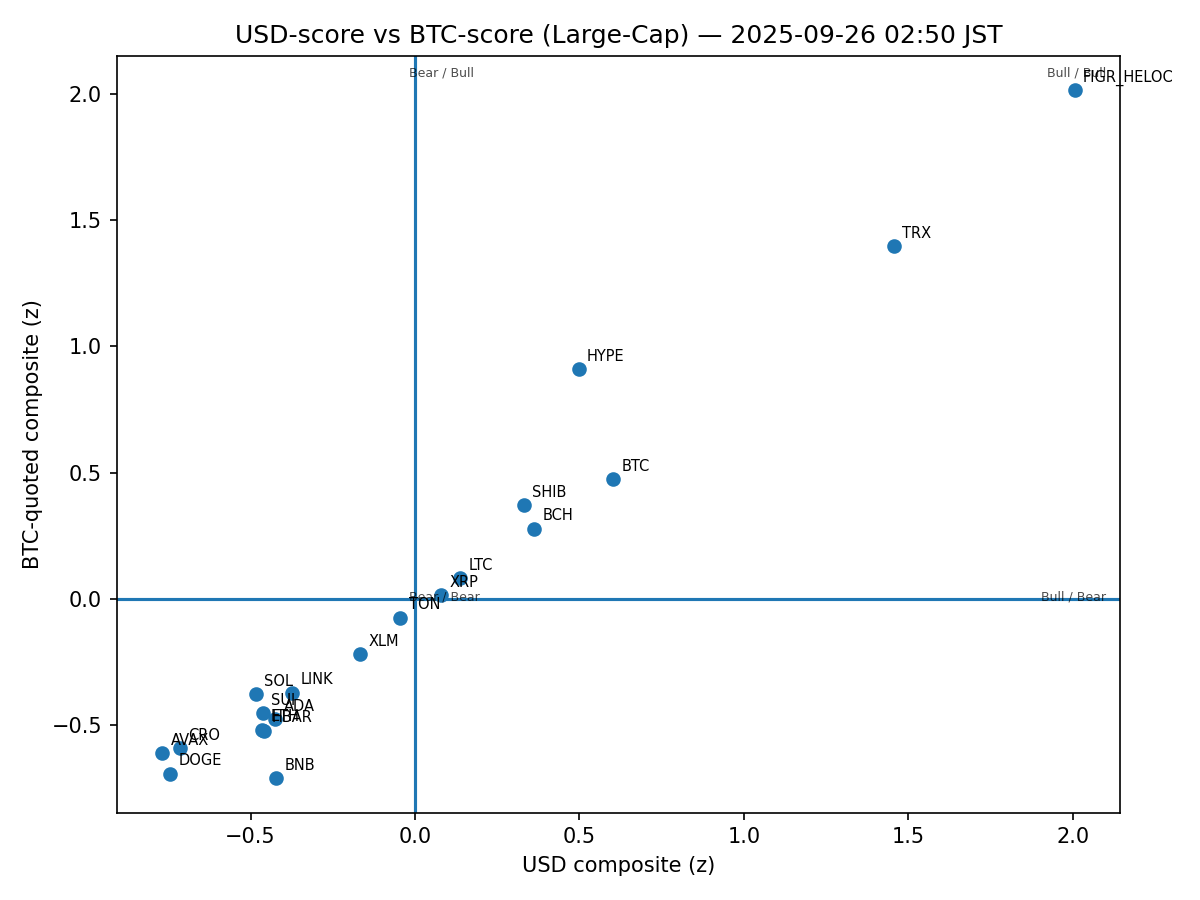 USD-score vs BTC-score (Large-Cap) — 2025-09-26 02:50 JST
Bear / Bull
Bull / Bull
FIGR_HELOC
TRX
HYPE
BTC
SHIB
BCH
LTC
XRP
Bear / Bear
Bull / Bear
TON
XLM
SOL
LINK
SUI
ADA
ETH
HBAR
CRO
AVAX
DOGE
BNB
2.0
1.5
1.0
0.5
0.0
−0.5
BTC-quoted composite (z)
−0.5
0.0
0.5
1.0
1.5
2.0
USD composite (z)